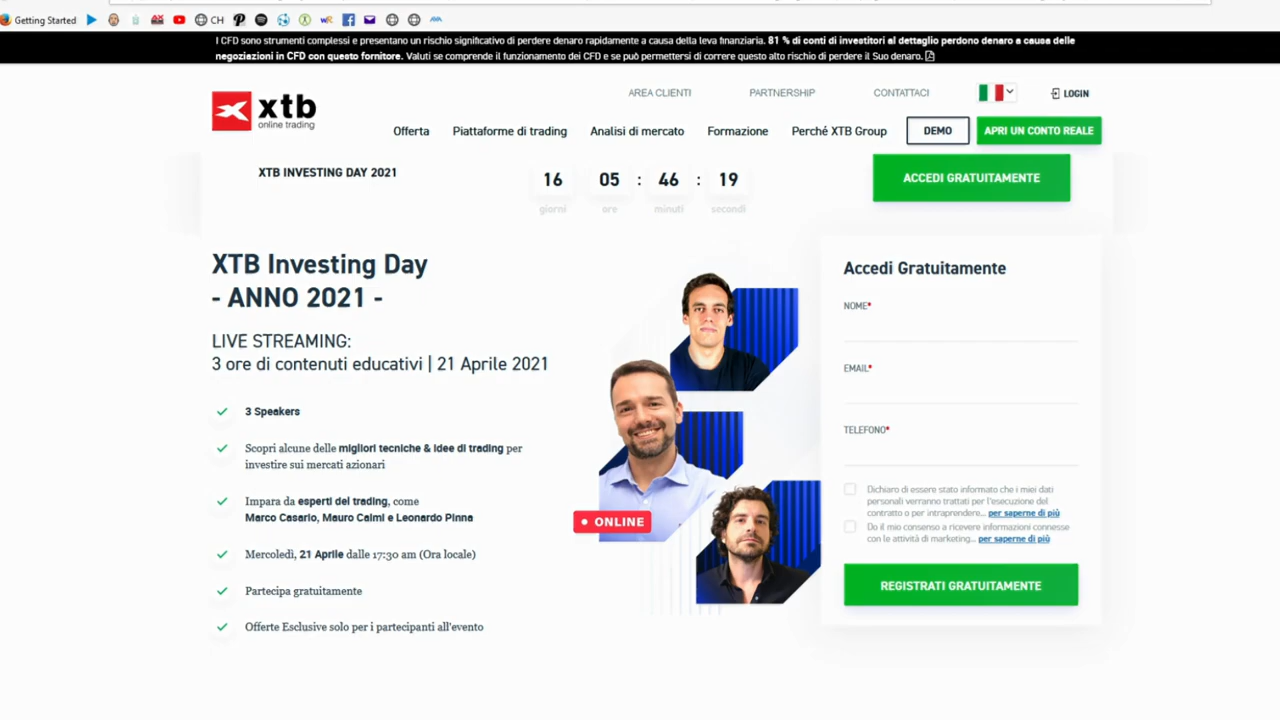 Getting Started
CH
wR
I CFD sono strumenti complessi e presentano un rischio significativo di perdere denaro rapidamente a causa della leva finanziaria. 81 % di conti di investitori al dettaglio perdono denaro a causa delle
negoziazioni in CFD con questo fornitore. Valuti se comprende il funzionamento dei CFD e se può permettersi di correre questo alto rischio di perdere il Suo denaro.
AREA CLIENTI PARTNERSHIP CONTATTACI LOGIN
xtb
online trading
Offerta Piattaforme di trading Analisi di mercato Formazione Perché XTB Group DEMO APRI UN CONTO REALE
XTB INVESTING DAY 2021
16 05 : 46 : 19
giorni ore minuti secondi
ACCEDI GRATUITAMENTE
XTB Investing Day
- ANNO 2021 -
LIVE STREAMING:
3 ore di contenuti educativi | 21 Aprile 2021
3 Speakers
Scopri alcune delle migliori tecniche & idee di trading per
investire sui mercati azionari
Impara da esperti del trading, come
Marco Casario, Mauro Caimi e Leonardo Pinna
Mercoledì, 21 Aprile dalle 17:30 am (Ora locale)
Partecipa gratuitamente
Offerte Esclusive solo per i partecipanti all'evento
ONLINE
Accedi Gratuitamente
NOME*
EMAIL*
TELEFONO*
Dichiaro di essere stato informato che i miei dati
personali verranno trattati per l'esecuzione del
contratto o per intraprendere... per saperne di più
Do il mio consenso a ricevere informazioni connesse
con le attività di marketing... per saperne di più
REGISTRATI GRATUITAMENTE